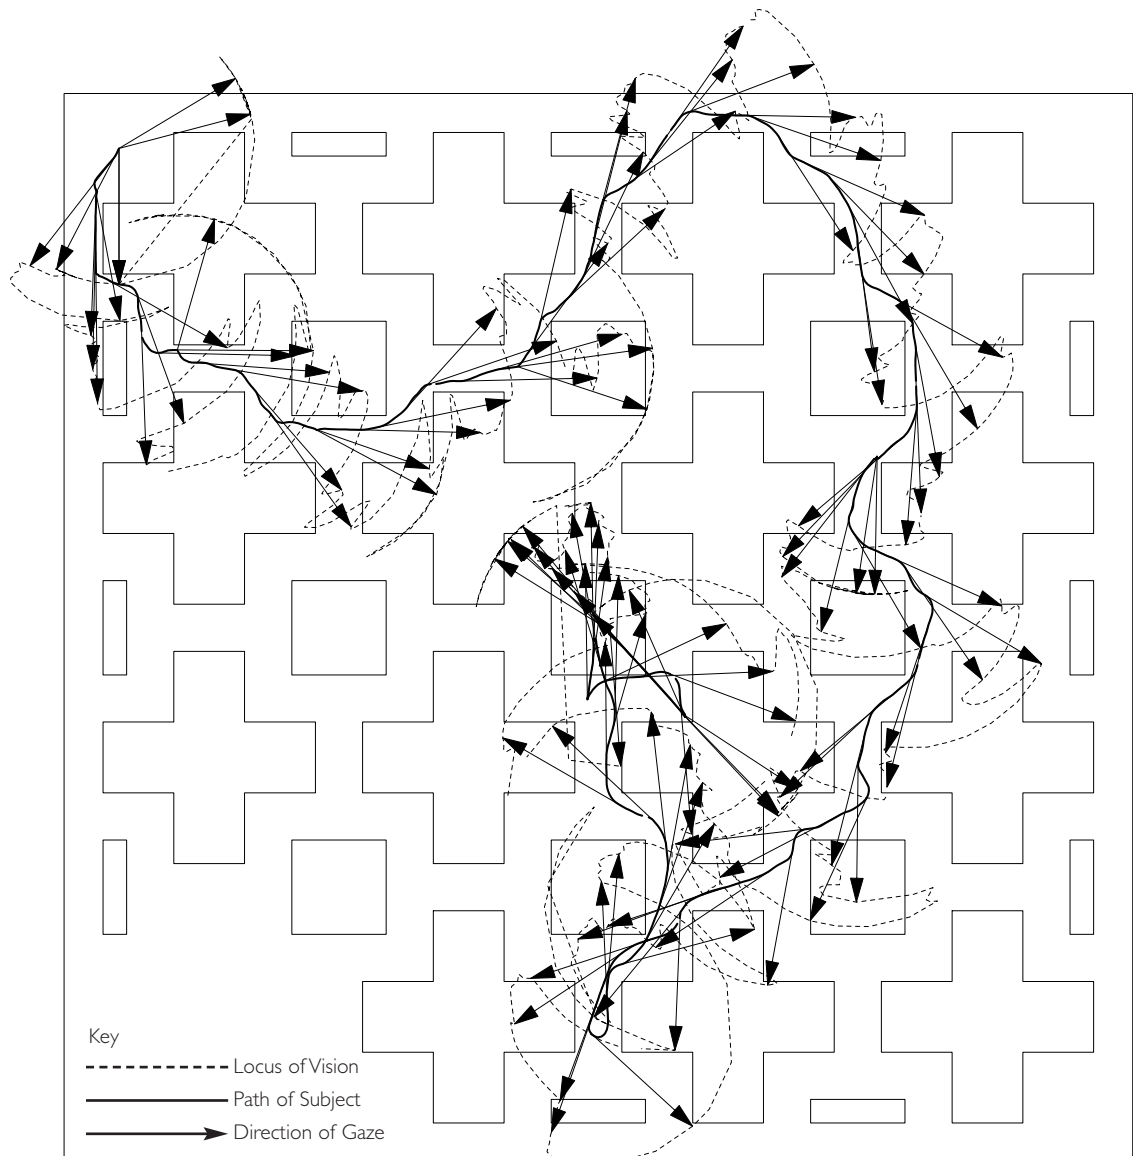 Key
Locus of Vision
Path of Subject
Direction of Gaze